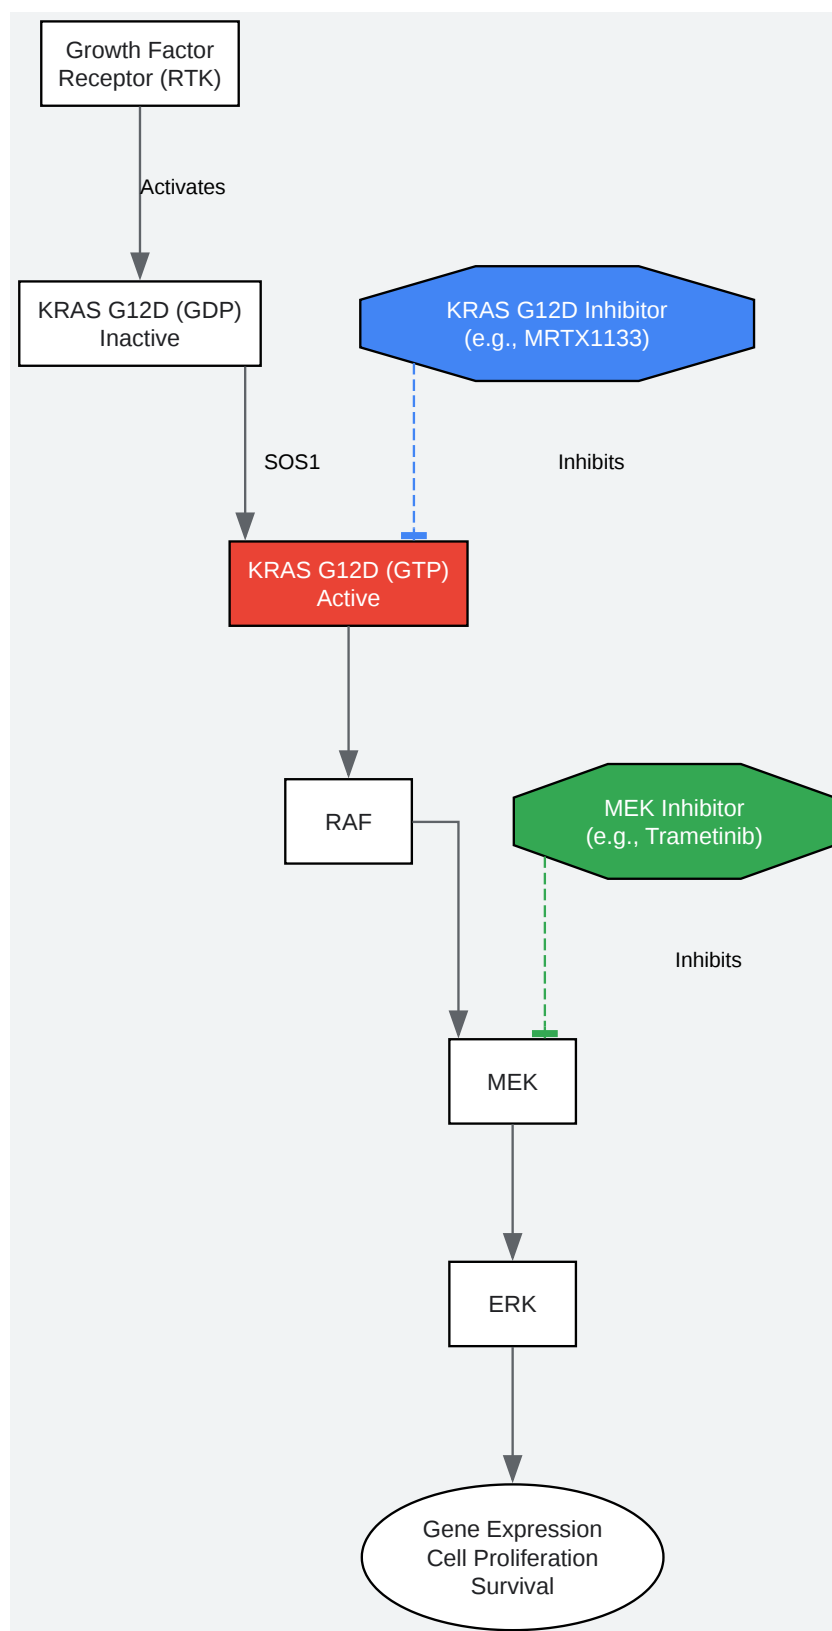 Growth Factor
Receptor (RTK)
Activates
KRAS G12D (GDP)
Inactive
KRAS G12D Inhibitor
(e.g., MRTX1133)
SOS1
Inhibits
KRAS G12D (GTP)
Active
RAF
MEK Inhibitor
(e.g., Trametinib)
Inhibits
MEK
ERK
Gene Expression
Cell Proliferation
Survival